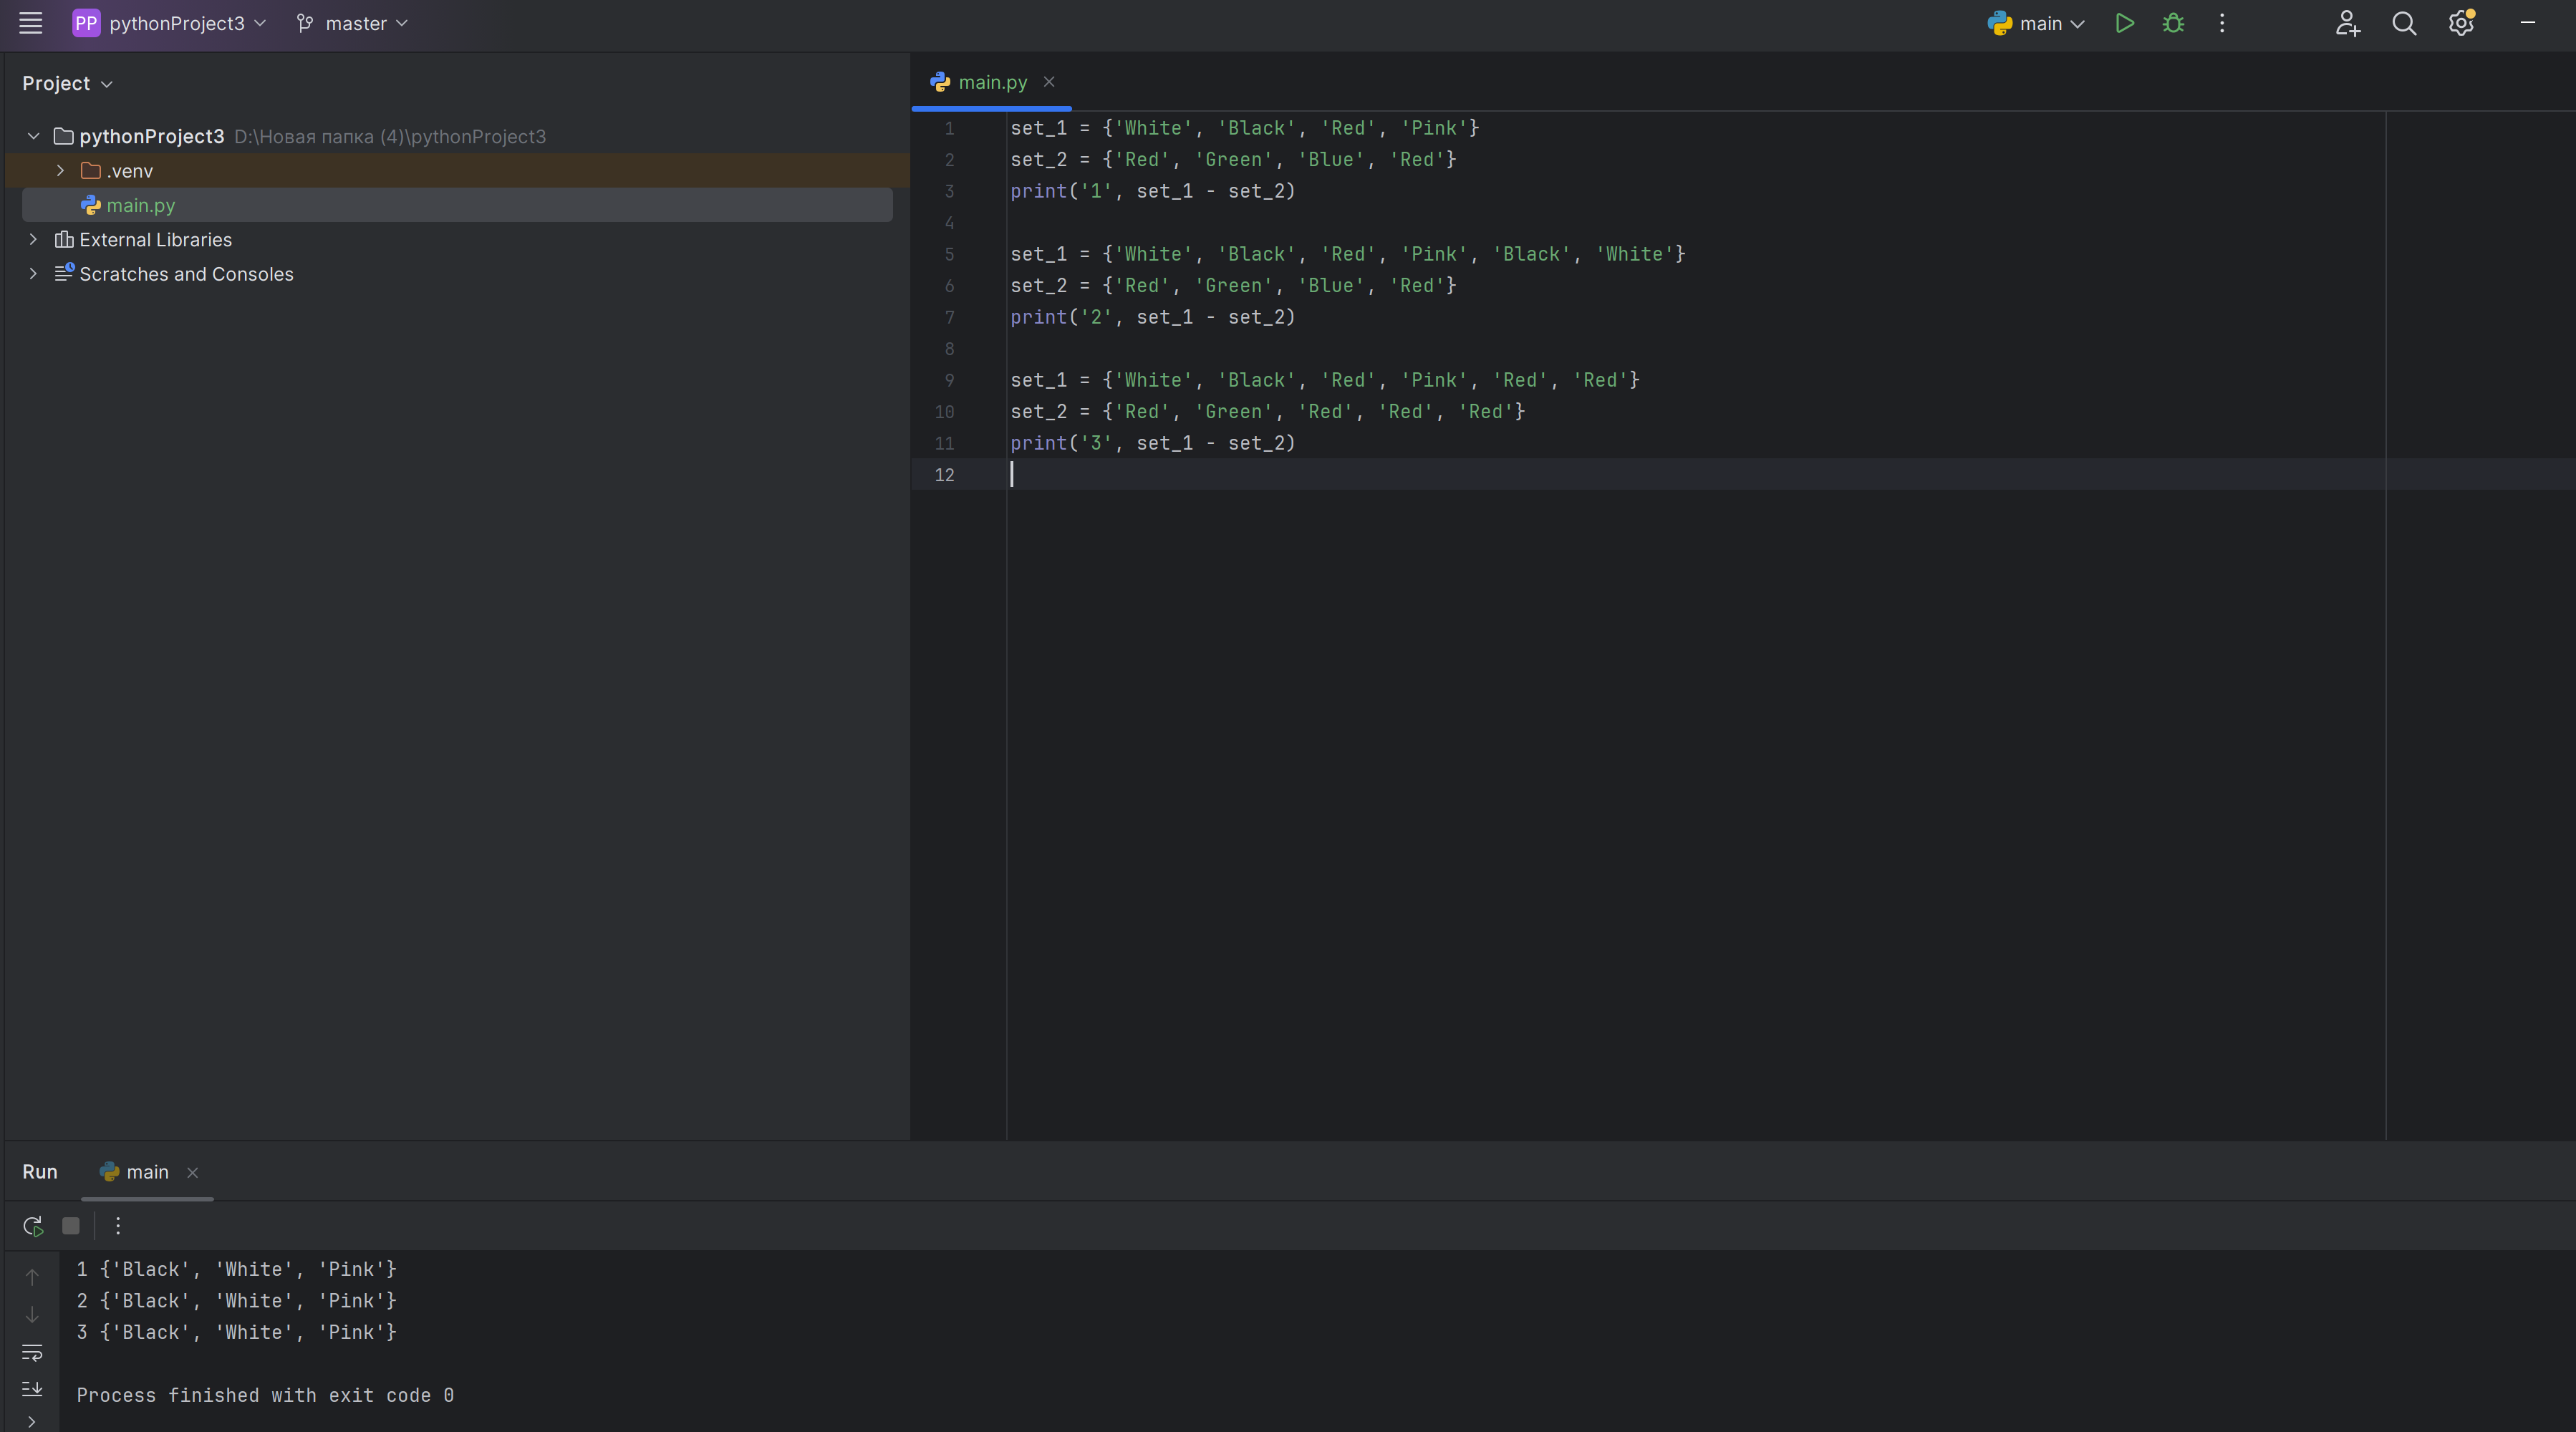 PP pythonProject3 master main
Project
main.py
pythonProject3 D:\Новая папка (4)\pythonProject3
.venv
main.py
External Libraries
Scratches and Consoles
1 set_1 = {'White', 'Black', 'Red', 'Pink'}
2 set_2 = {'Red', 'Green', 'Blue', 'Red'}
3 print('1', set_1 - set_2)
4
5 set_1 = {'White', 'Black', 'Red', 'Pink', 'Black', 'White'}
6 set_2 = {'Red', 'Green', 'Blue', 'Red'}
7 print('2', set_1 - set_2)
8
9 set_1 = {'White', 'Black', 'Red', 'Pink', 'Red', 'Red'}
10 set_2 = {'Red', 'Green', 'Red', 'Red', 'Red'}
11 print('3', set_1 - set_2)
12
Run main
1 {'Black', 'White', 'Pink'}
2 {'Black', 'White', 'Pink'}
3 {'Black', 'White', 'Pink'}
Process finished with exit code 0